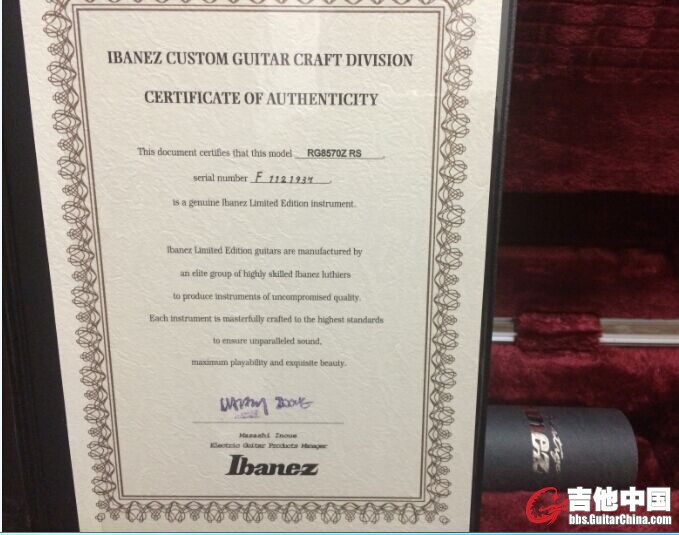 IBANEZ CUSTOM GUITAR CRAFT DIVISION
CERTIFICATE OF AUTHENTICITY
This document certifies that this model RG8570Z RS,
serial number F 1121934,
is a genuine Ibanez Limited Edition instrument.
Ibanez Limited Edition guitars are manufactured by
an elite group of highly skilled Ibanez luthiers
to produce instruments of uncompromised quality.
Each instrument is masterfully crafted to the highest standards
to ensure unparalleled sound,
maximum playability and exquisite beauty.
Masashi Inoue
Electric Guitar Products Manager
Ibanez
吉他中国
bbs.GuitarChina.com